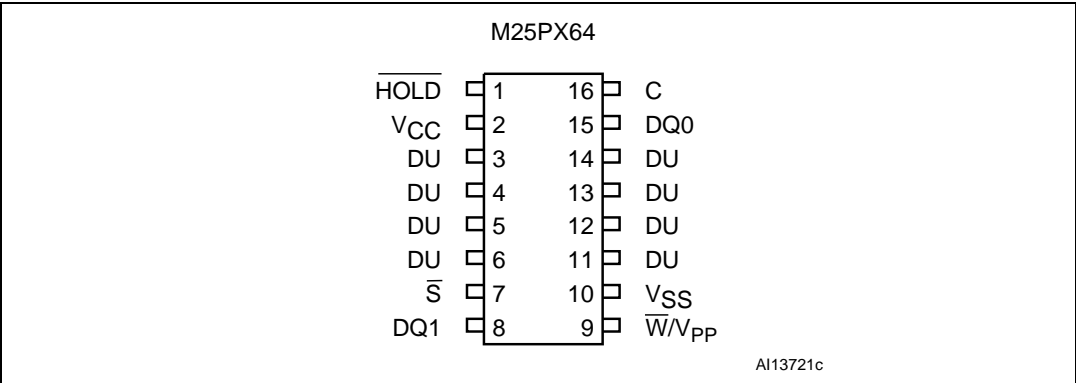 M25PX64
HOLD 1 16 C
VCC 2 15 DQ0
DU 3 14 DU
DU 4 13 DU
DU 5 12 DU
DU 6 11 DU
S 7 10 VSS
DQ1 8 9 W/VPP
AI13721c